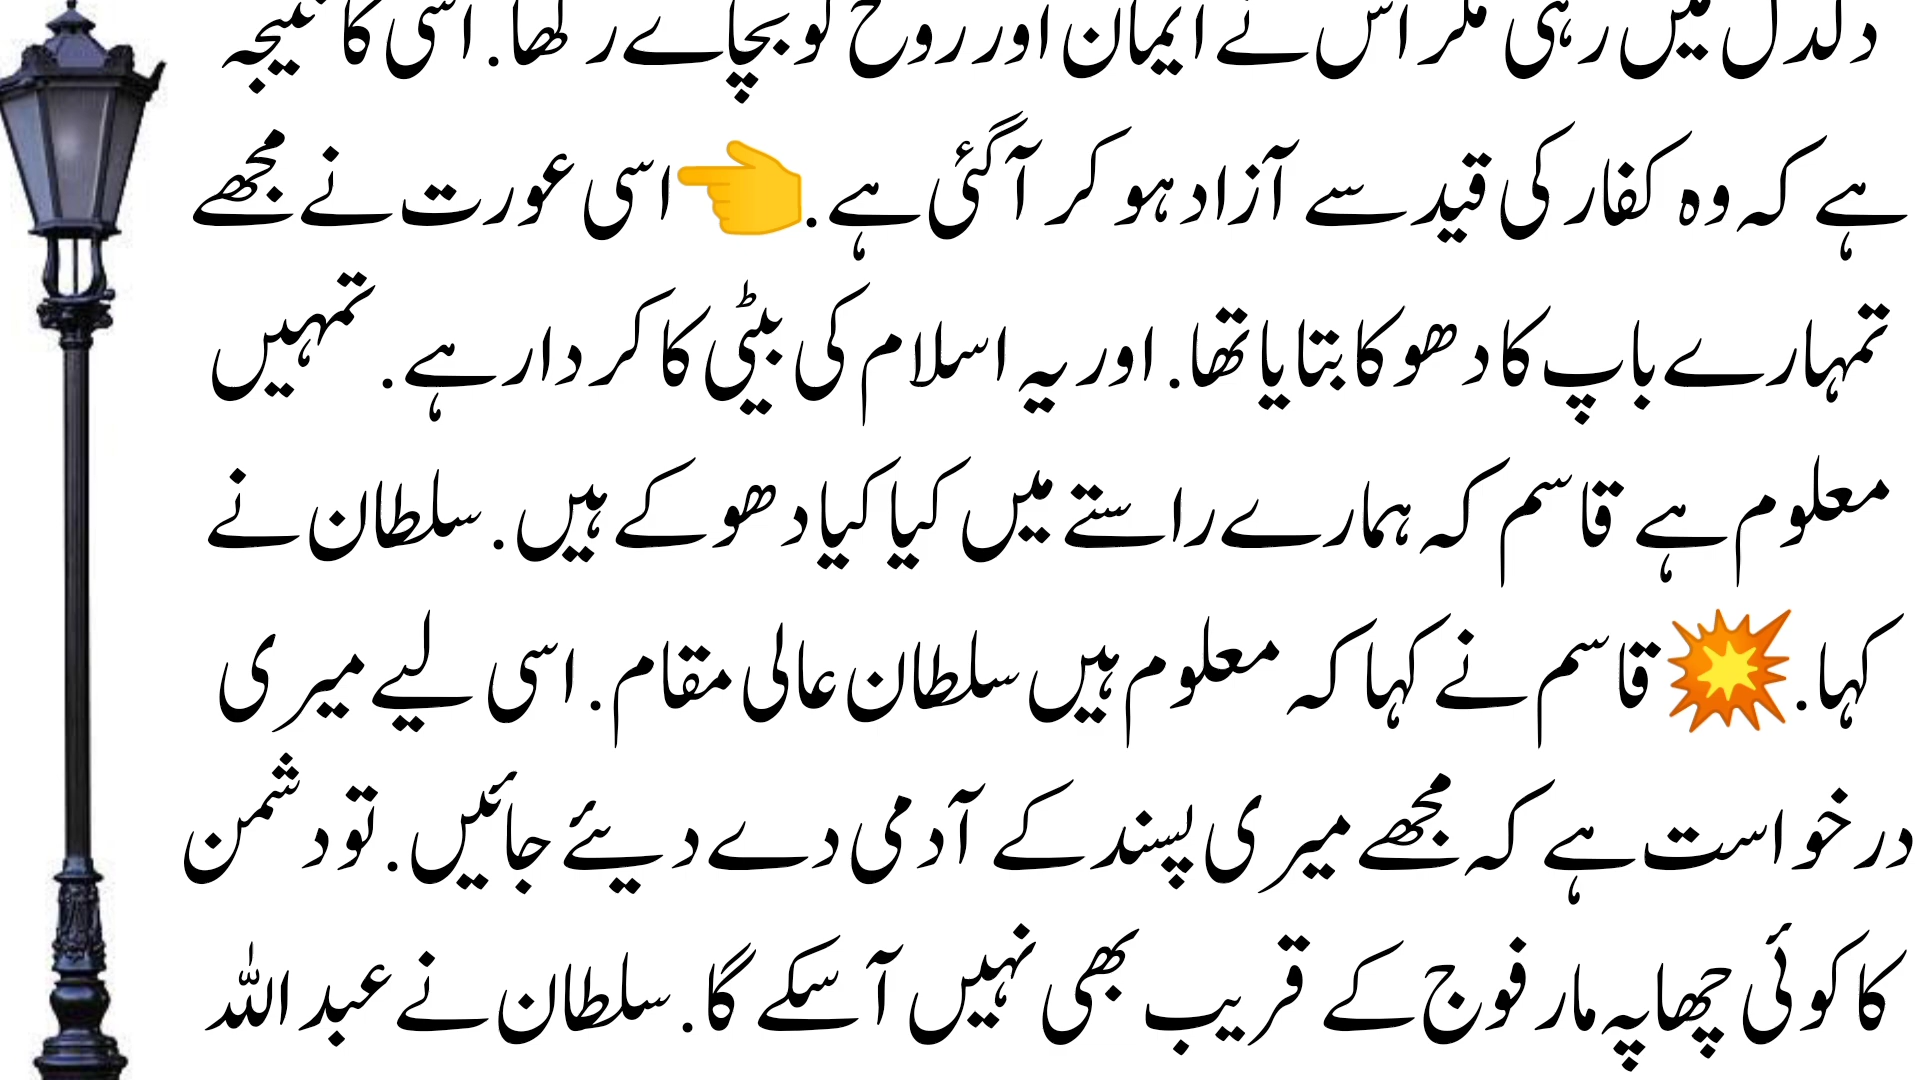 دلدل میں رہی مگر اس نے ایمان اور روح کو بچاے رکھا. اسی کا نتیجہ
ہے کہ وہ کفار کی قید سے آزاد ہو کر آگئی ہے.👈اسی عورت نے مجھے
تمہارے باپ کا دھوکا بتایا تھا. اور یہ اسلام کی بیٹی کا کردار ہے. تمہیں
معلوم ہے قاسم کہ ہمارے راستے میں کیا کیا دھوکے ہیں. سلطان نے
کہا.💥قاسم نے کہا کہ معلوم ہیں سلطان عالی مقام. اسی لیے میری
درخواست ہے کہ مجھے میری پسند کے آدمی دے دیئے جائیں. تو دشمن
کا کوئی چھاپہ مار فوج کے قریب بھی نہیں آ سکے گا. سلطان نے عبد اللہ